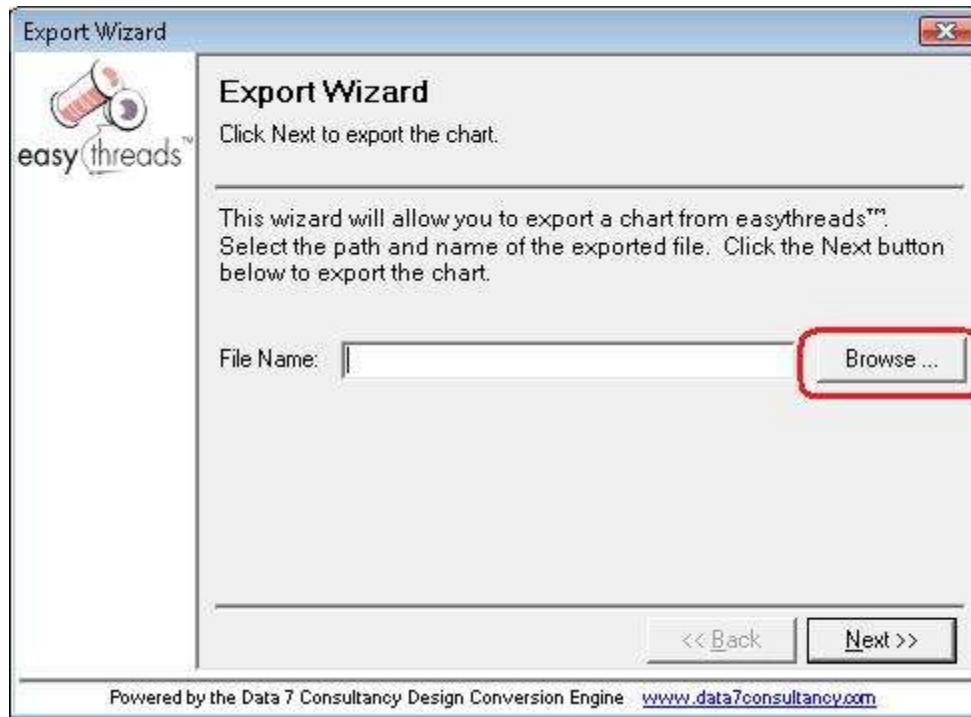 Export Wizard
easythreads™
Export Wizard
Click Next to export the chart.
This wizard will allow you to export a chart from easythreads™.
Select the path and name of the exported file. Click the Next button
below to export the chart.
File Name:
Browse ...
<< Back
Next >>
Powered by the Data 7 Consultancy Design Conversion Engine www.data7consultancy.com